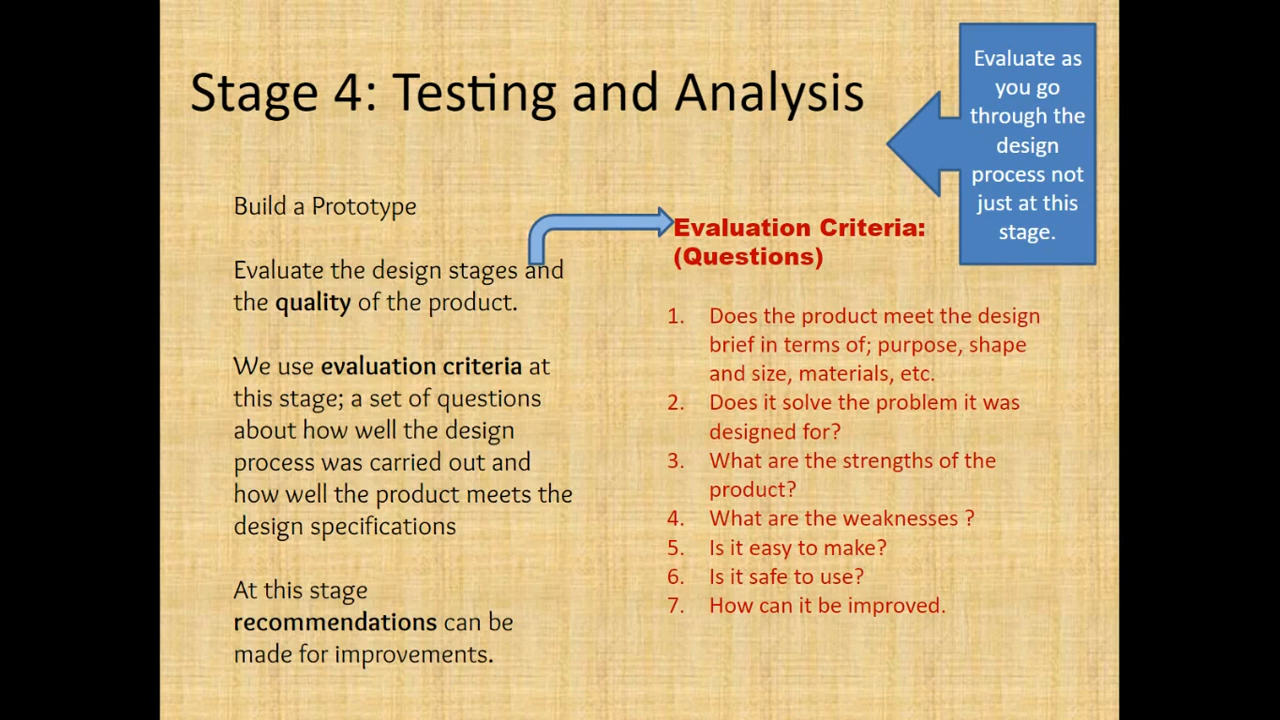 Stage 4: Testing and Analysis
Evaluate as
you go
through the
design
process not
just at this
stage.
Build a Prototype
Evaluate the design stages and
the quality of the product.
We use evaluation criteria at
this stage; a set of questions
about how well the design
process was carried out and
how well the product meets the
design specifications
At this stage
recommendations can be
made for improvements.
Evaluation Criteria:
(Questions)
1. Does the product meet the design
brief in terms of; purpose, shape
and size, materials, etc.
2. Does it solve the problem it was
designed for?
3. What are the strengths of the
product?
4. What are the weaknesses ?
5. Is it easy to make?
6. Is it safe to use?
7. How can it be improved.